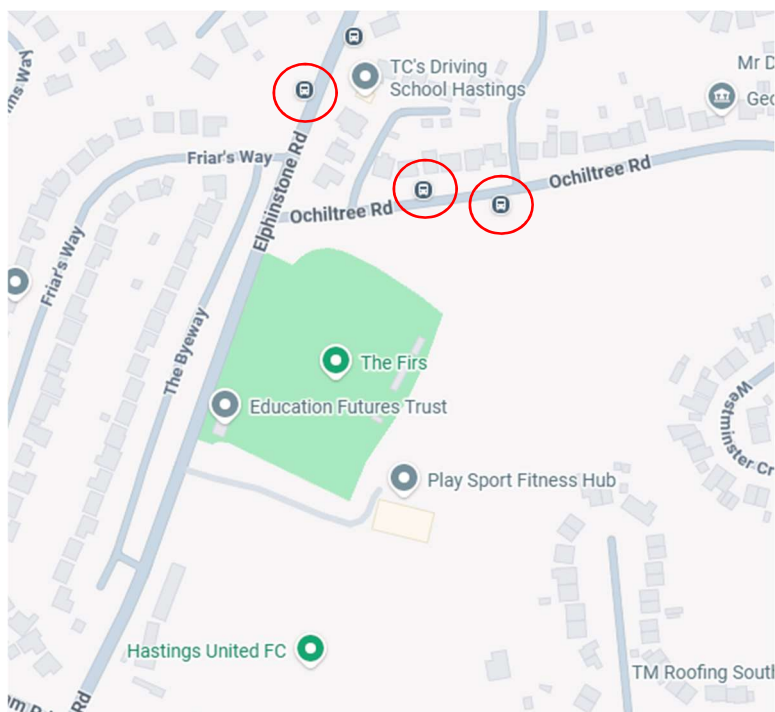 TC's Driving
School Hastings
Mr D
Geo
Friar's Way
Elphinstone Rd
Ochiltree Rd
Ochiltree Rd
Friar's Way
The Firs
The Byeway
Education Futures Trust
Westminster Cr
Play Sport Fitness Hub
Hastings United FC
TM Roofing South
Rd